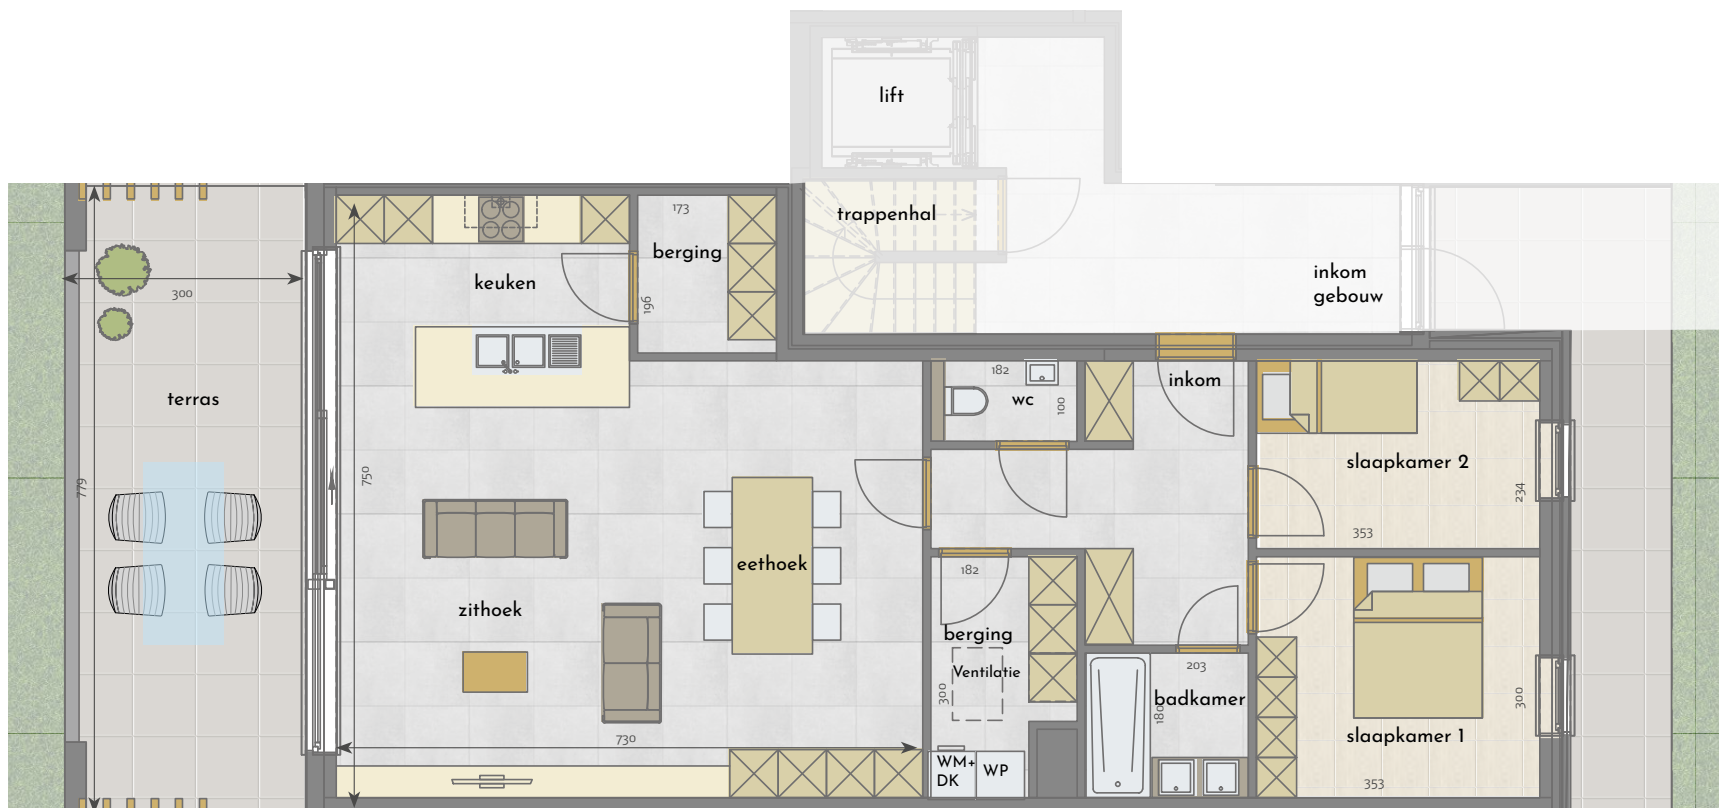 lift
trappenhal
inkom
gebouw
173
berging
196
keuken
300
terras
779
750
182
wc
100
inkom
slaapkamer 2
234
353
eethoek
zithoek
182
berging
Ventilatie
300
203
badkamer
180
300
slaapkamer 1
353
730
WM+
DK
WP